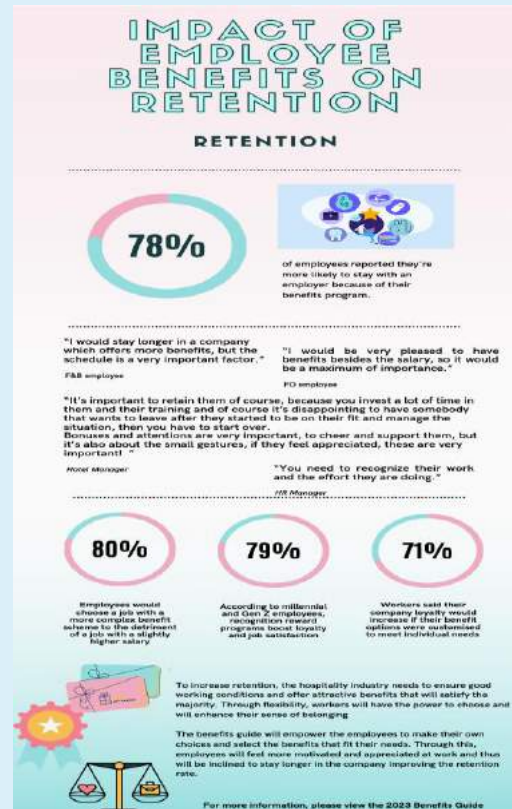 IMPACT OF
EMPLOYEE
BENEFITS ON
RETENTION
RETENTION
78%
of employees reported they're
more likely to stay with an
employer because of their
benefits program.
"I would stay longer in a company
which offers more benefits, but the
schedule is a very important factor."
F&B employee
"I would be very pleased to have
benefits besides the salary, so it would
be a maximum of importance."
FO employee
"It's important to retain them of course, because you invest a lot of time in
them and their training and of course it's disappointing to have somebody
that wants to leave after they started to be on their fit and manage the
situation, then you have to start over.
Bonuses and attentions are very important, to cheer and support them, but
it's also about the small gestures, if they feel appreciated, these are very
important! "
Hotel Manager
"You need to recognize their work
and the effort they are doing."
HR Manager
80%
Employees would
choose a job with a
more complex benefit
scheme to the detriment
of a job with a slightly
higher salary
79%
According to millennial
and Gen Z employees,
recognition reward
programs boost loyalty
and job satisfaction
71%
Workers said their
company loyalty would
increase if their benefit
options were customised
to meet individual needs
To increase retention, the hospitality industry needs to ensure good
working conditions and offer attractive benefits that will satisfy the
majority. Through flexibility, workers will have the power to choose and
will enhance their sense of belonging
The benefits guide will empower the employees to make their own
choices and select the benefits that fit their needs. Through this,
employees will feel more motivated and appreciated at work and thus
will be inclined to stay longer in the company improving the retention
rate.
For more information, please view the 2023 Benefits Guide